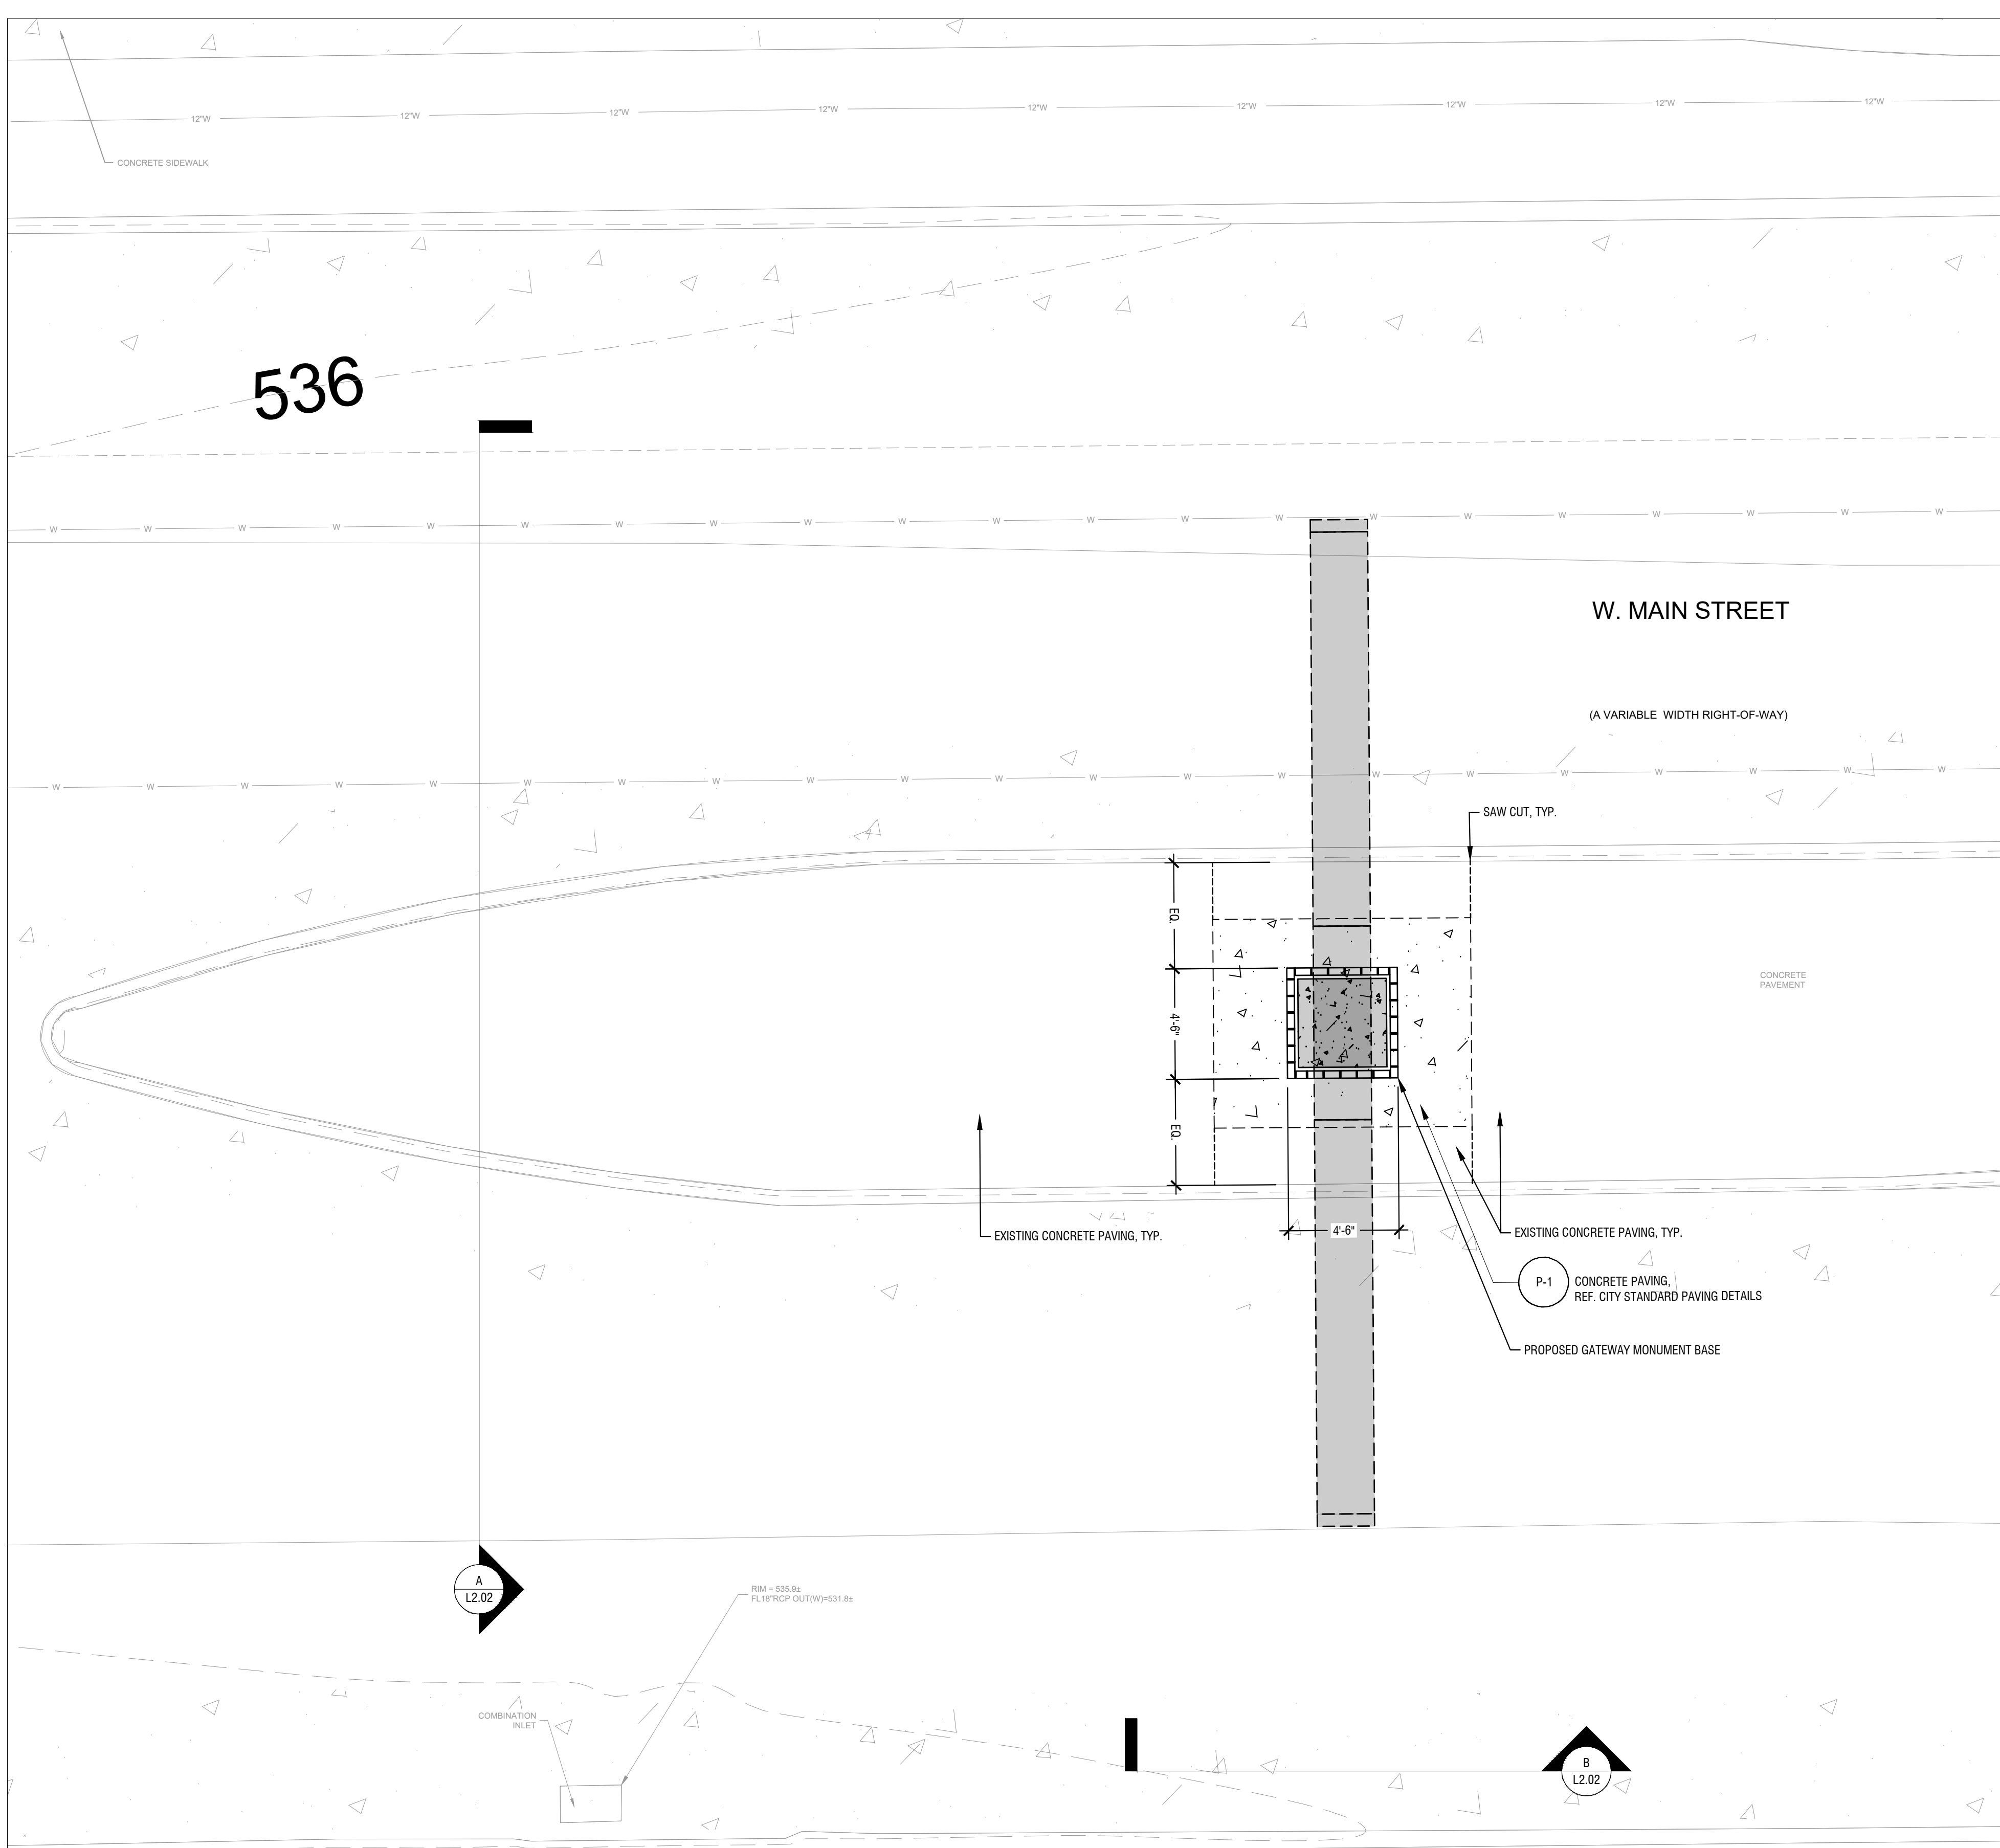 12"W 12"W 12"W 12"W 12"W 12"W 12"W 12"W 12"W
CONCRETE SIDEWALK
536
W W W W W W W W W W W W W W W W W W W W W
W. MAIN STREET
(A VARIABLE WIDTH RIGHT-OF-WAY)
W W W W W W W W W W W W W W W W W W W W W
SAW CUT, TYP.
EQ.
4'-6"
EQ.
CONCRETE
PAVEMENT
4'-6"
EXISTING CONCRETE PAVING, TYP.
EXISTING CONCRETE PAVING, TYP.
P-1
CONCRETE PAVING,
REF. CITY STANDARD PAVING DETAILS
PROPOSED GATEWAY MONUMENT BASE
A
L2.02
RIM = 535.9±
FL18"RCP OUT(W)=531.8±
COMBINATION
INLET
B
L2.02